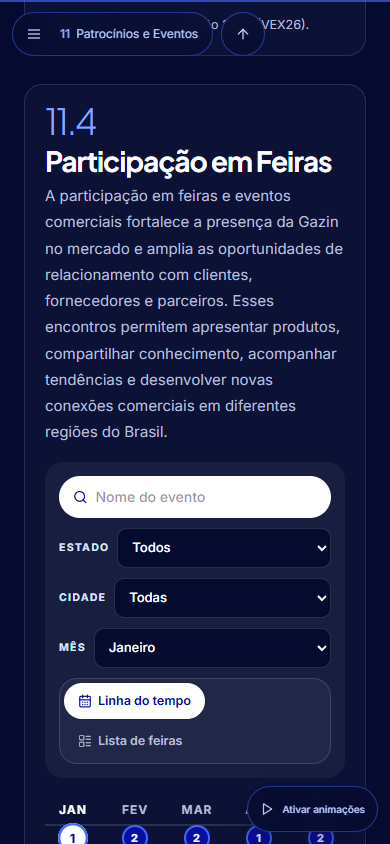 11 Patrocínios e Eventos
VEX26).
11.4
Participação em Feiras
A participação em feiras e eventos
comerciais fortalece a presença da Gazin
no mercado e amplia as oportunidades de
relacionamento com clientes,
fornecedores e parceiros. Esses
encontros permitem apresentar produtos,
compartilhar conhecimento, acompanhar
tendências e desenvolver novas
conexões comerciais em diferentes
regiões do Brasil.
Nome do evento
ESTADO Todos
CIDADE Todas
MÊS Janeiro
Linha do tempo
Lista de feiras
JAN FEV MAR
Ativar animações
1 2 2 1 2